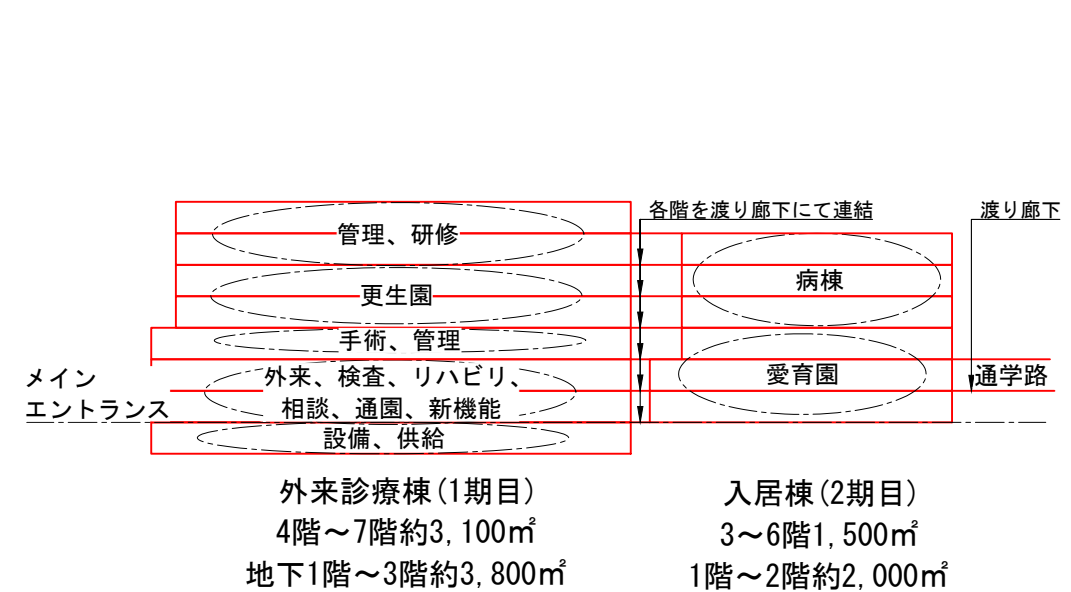 各階を渡り廊下にて連結
渡り廊下
管理、研修
病棟
更生園
手術、管理
メイン
エントランス
外来、検査、リハビリ、
相談、通園、新機能
愛育園
通学路
設備、供給
外来診療棟(1期目)
4階～7階約3,100㎡
地下1階～3階約3,800㎡
入居棟(2期目)
3～6階1,500㎡
1階～2階約2,000㎡